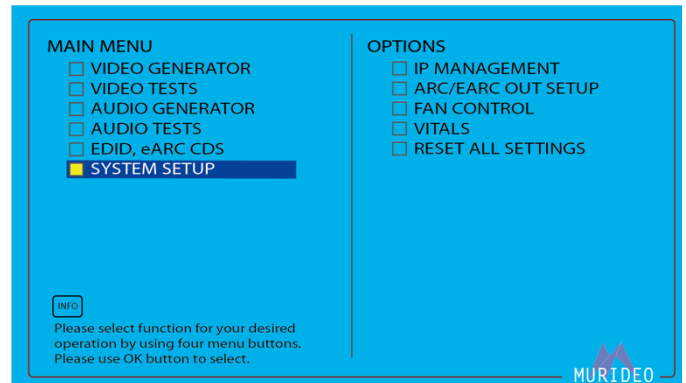 MAIN MENU
VIDEO GENERATOR
VIDEO TESTS
AUDIO GENERATOR
AUDIO TESTS
EDID, eARC CDS
SYSTEM SETUP
OPTIONS
IP MANAGEMENT
ARC/EARC OUT SETUP
FAN CONTROL
VITALS
RESET ALL SETTINGS
INFO
Please select function for your desired
operation by using four menu buttons.
Please use OK button to select.
MURIDEO